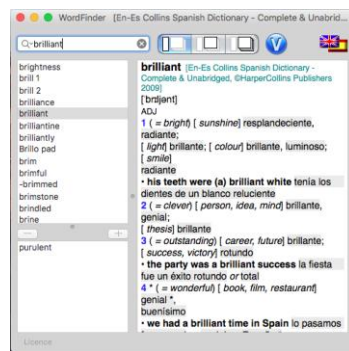 WordFinder [En-Es Collins Spanish Dictionary - Complete & Unabrid...
brilliant
brightness
brill 1
brill 2
brilliance
brilliant
brilliantine
brilliantly
Brillo pad
brim
brimful
-brimmed
brimstone
brindled
brine
purulent
brilliant [En-Es Collins Spanish Dictionary -
Complete & Unabridged, ©HarperCollins Publishers
2009]
['brɪljənt]
ADJ
1 ( = bright) [ sunshine] resplandeciente,
radiante;
[ light] brillante; [ colour] brillante, luminoso;
[ smile]
radiante
• his teeth were (a) brilliant white tenía los
dientes de un blanco reluciente
2 ( = clever) [ person, idea, mind] brillante,
genial;
[ thesis] brillante
3 ( = outstanding) [ career, future] brillante;
[ success, victory] rotundo
• the party was a brilliant success la fiesta
fue un éxito rotundo or total
4 * ( = wonderful) [ book, film, restaurant]
genial *,
buenísimo
• we had a brilliant time in Spain lo pasamos
Licence